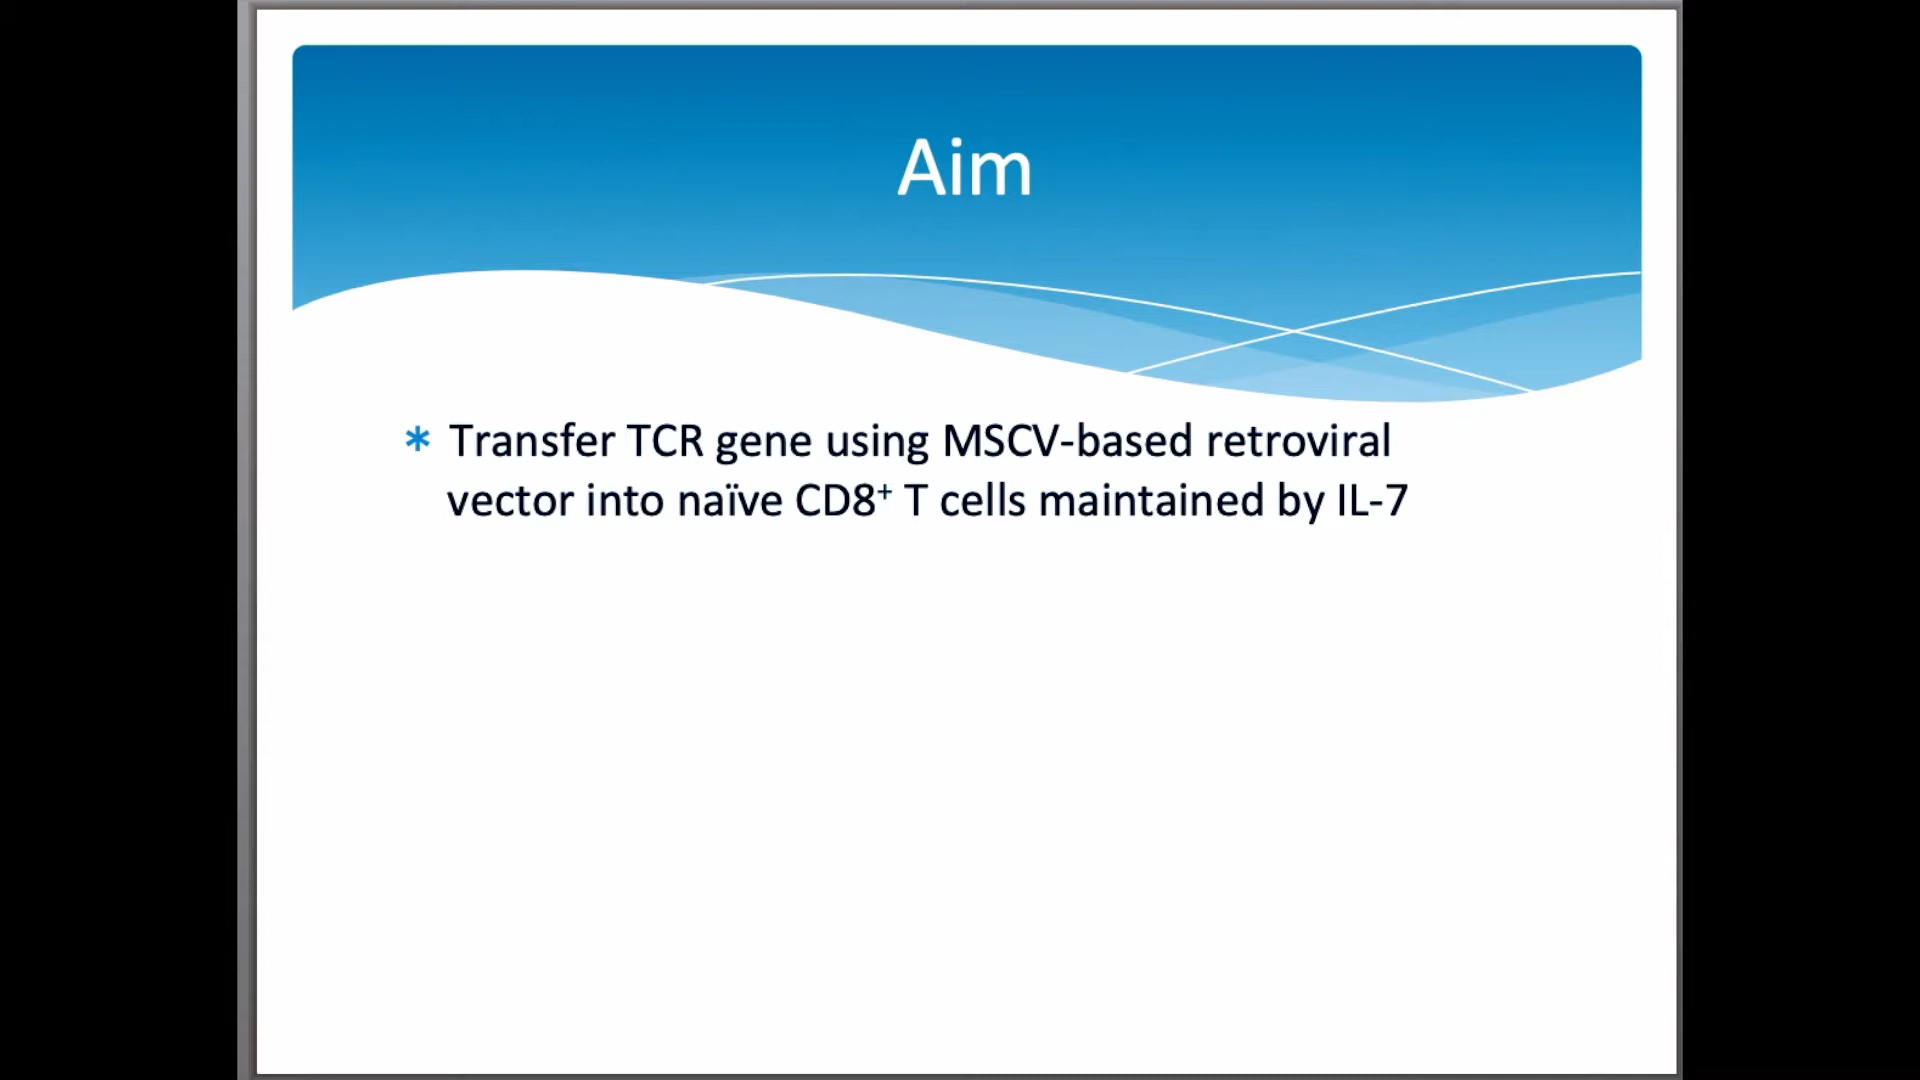 Aim
* Transfer TCR gene using MSCV-based retroviral
vector into naïve CD8⁺ T cells maintained by IL-7